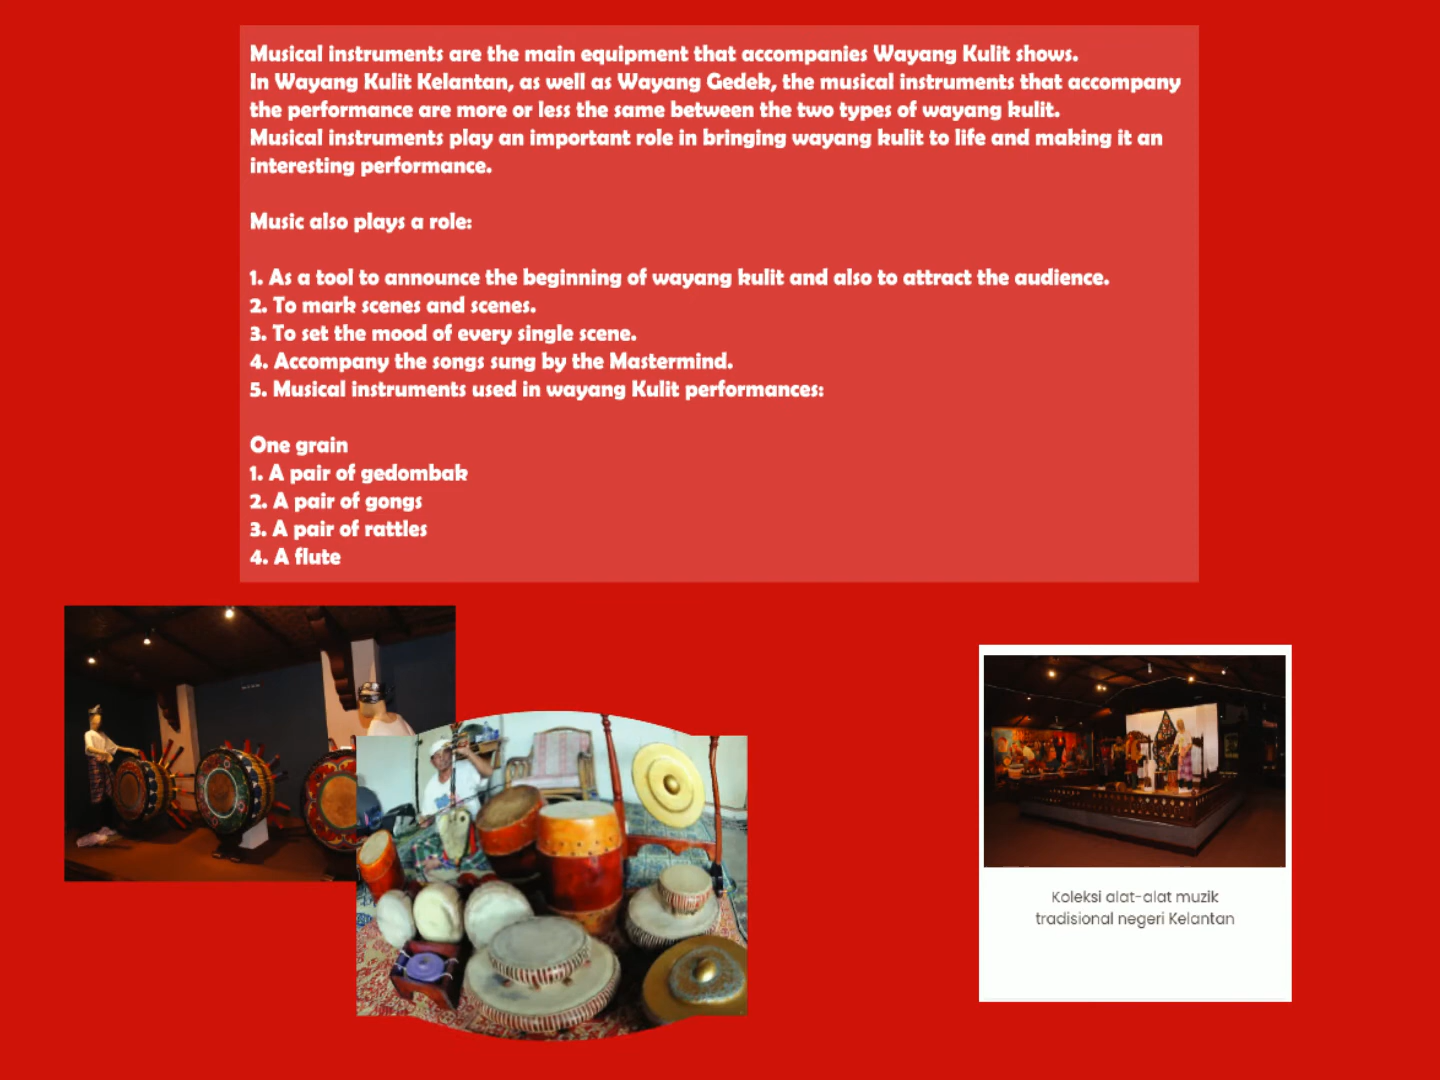 Musical instruments are the main equipment that accompanies Wayang Kulit shows.
In Wayang Kulit Kelantan, as well as Wayang Gedek, the musical instruments that accompany
the performance are more or less the same between the two types of wayang kulit.
Musical instruments play an important role in bringing wayang kulit to life and making it an
interesting performance.
Music also plays a role:
1. As a tool to announce the beginning of wayang kulit and also to attract the audience.
2. To mark scenes and scenes.
3. To set the mood of every single scene.
4. Accompany the songs sung by the Mastermind.
5. Musical instruments used in wayang Kulit performances:
One grain
1. A pair of gedombak
2. A pair of gongs
3. A pair of rattles
4. A flute
Koleksi alat-alat muzik
tradisional negeri Kelantan